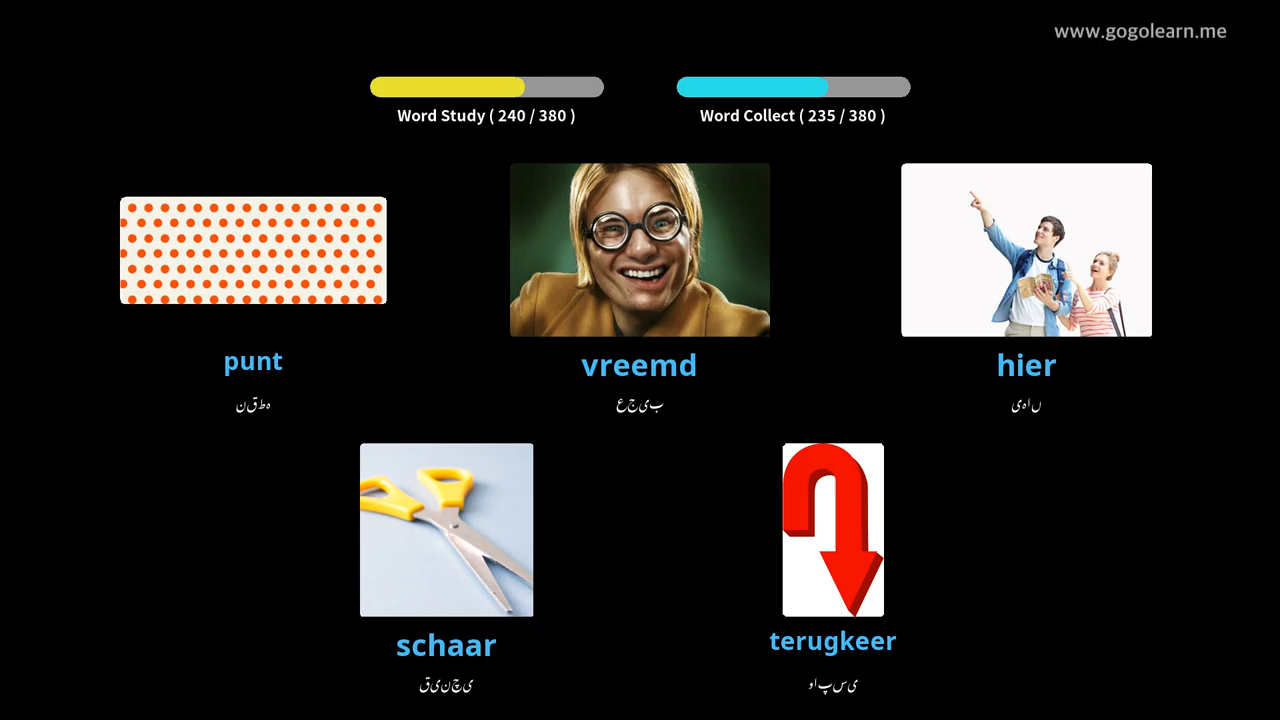 www.gogolearn.me
Word Study ( 240 / 380 )
Word Collect ( 235 / 380 )
punt
نقطہ
vreemd
عجیب
hier
یہاں
schaar
قینچی
terugkeer
واپسی